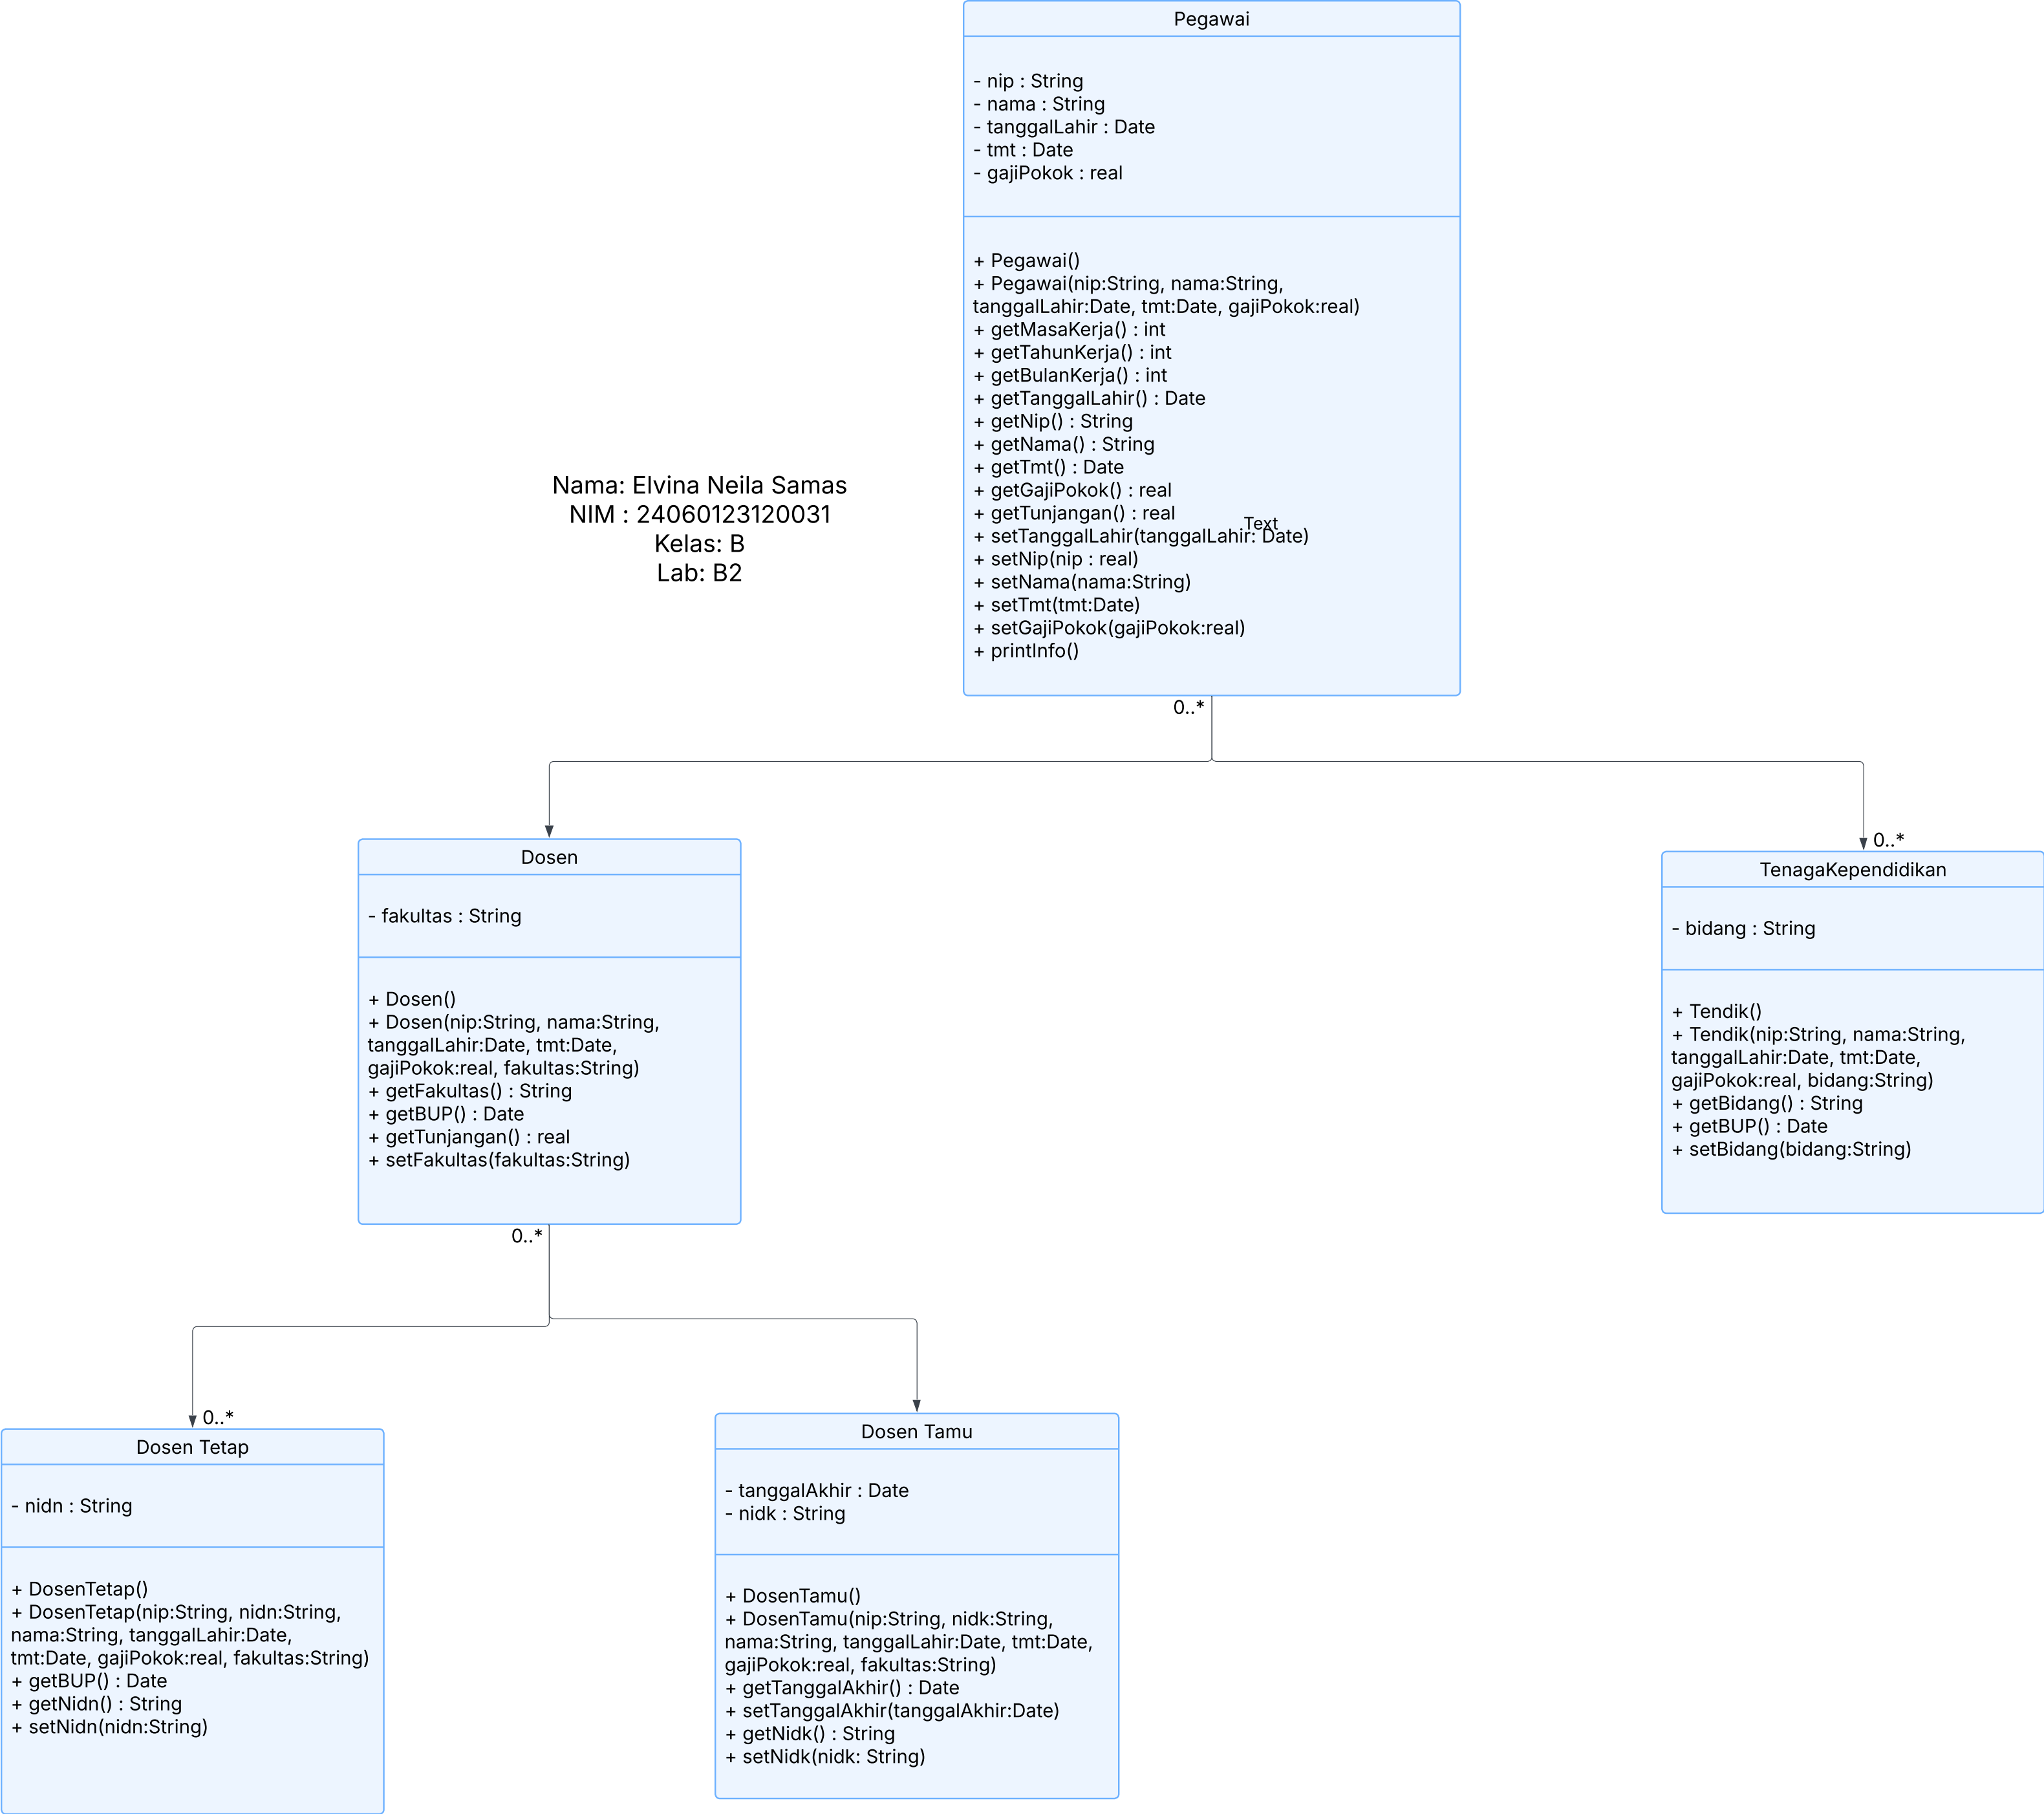 Pegawai
- nip : String
- nama : String
- tanggalLahir : Date
- tmt : Date
- gajiPokok : real
+ Pegawai()
+ Pegawai(nip:String, nama:String,
tanggalLahir:Date, tmt:Date, gajiPokok:real)
+ getMasaKerja() : int
+ getTahunKerja() : int
+ getBulanKerja() : int
+ getTanggalLahir() : Date
+ getNip() : String
+ getNama() : String
+ getTmt() : Date
+ getGajiPokok() : real
+ getTunjangan() : real
Text
+ setTanggalLahir(tanggalLahir: Date)
+ setNip(nip : real)
+ setNama(nama:String)
+ setTmt(tmt:Date)
+ setGajiPokok(gajiPokok:real)
+ printInfo()
Nama: Elvina Neila Samas
NIM : 24060123120031
Kelas: B
Lab: B2
0..*
0..*
Dosen
- fakultas : String
+ Dosen()
+ Dosen(nip:String, nama:String,
tanggalLahir:Date, tmt:Date,
gajiPokok:real, fakultas:String)
+ getFakultas() : String
+ getBUP() : Date
+ getTunjangan() : real
+ setFakultas(fakultas:String)
TenagaKependidikan
- bidang : String
+ Tendik()
+ Tendik(nip:String, nama:String,
tanggalLahir:Date, tmt:Date,
gajiPokok:real, bidang:String)
+ getBidang() : String
+ getBUP() : Date
+ setBidang(bidang:String)
0..*
0..*
Dosen Tetap
- nidn : String
+ DosenTetap()
+ DosenTetap(nip:String, nidn:String,
nama:String, tanggalLahir:Date,
tmt:Date, gajiPokok:real, fakultas:String)
+ getBUP() : Date
+ getNidn() : String
+ setNidn(nidn:String)
Dosen Tamu
- tanggalAkhir : Date
- nidk : String
+ DosenTamu()
+ DosenTamu(nip:String, nidk:String,
nama:String, tanggalLahir:Date, tmt:Date,
gajiPokok:real, fakultas:String)
+ getTanggalAkhir() : Date
+ setTanggalAkhir(tanggalAkhir:Date)
+ getNidk() : String
+ setNidk(nidk: String)